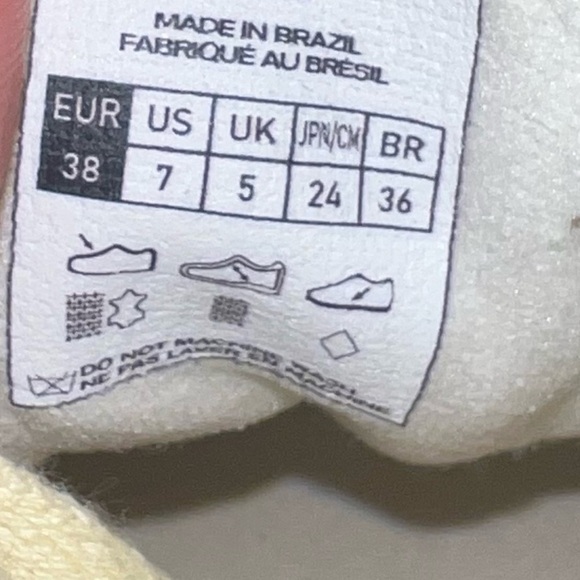 MADE IN BRAZIL
FABRIQUÉ AU BRÉSIL
EUR US UK JPN/CM BR
38 7 5 24 36
DO NOT MACHINE WASH
NE PAS LAVER EN MACHINE